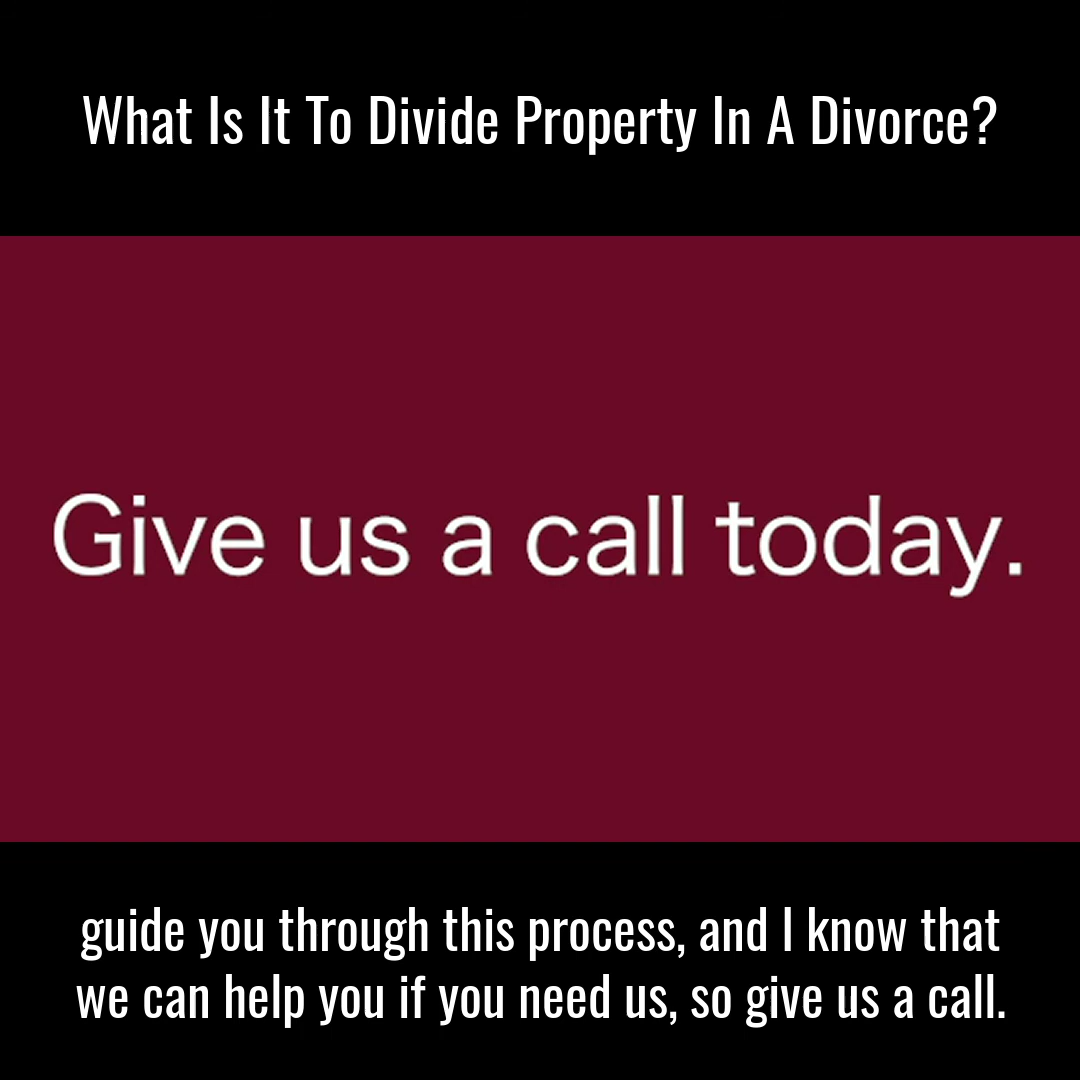 What Is It To Divide Property In A Divorce?
Give us a call today.
guide you through this process, and I know that
we can help you if you need us, so give us a call.